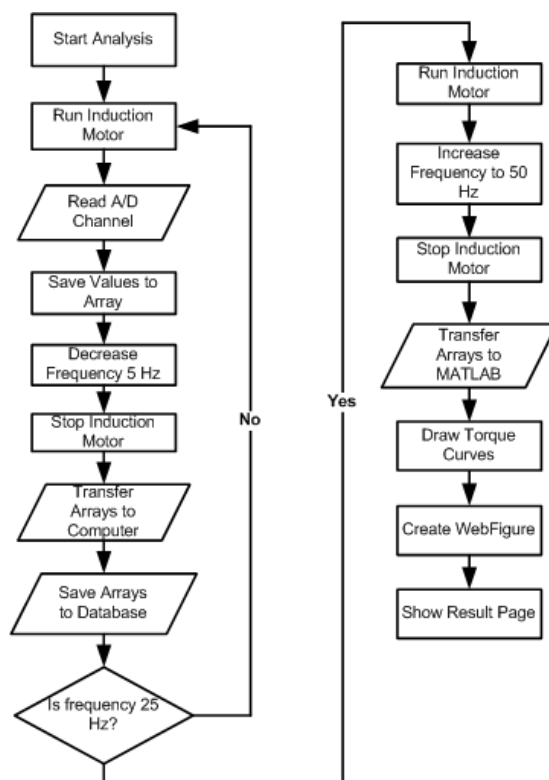 Start Analysis
Run Induction
Motor
Read A/D
Channel
Save Values to
Array
Decrease
Frequency 5 Hz
Stop Induction
Motor
Transfer
Arrays to
Computer
Save Arrays
to Database
Is frequency 25
Hz?
No
Yes
Run Induction
Motor
Increase
Frequency to 50
Hz
Stop Induction
Motor
Transfer
Arrays to
MATLAB
Draw Torque
Curves
Create WebFigure
Show Result Page